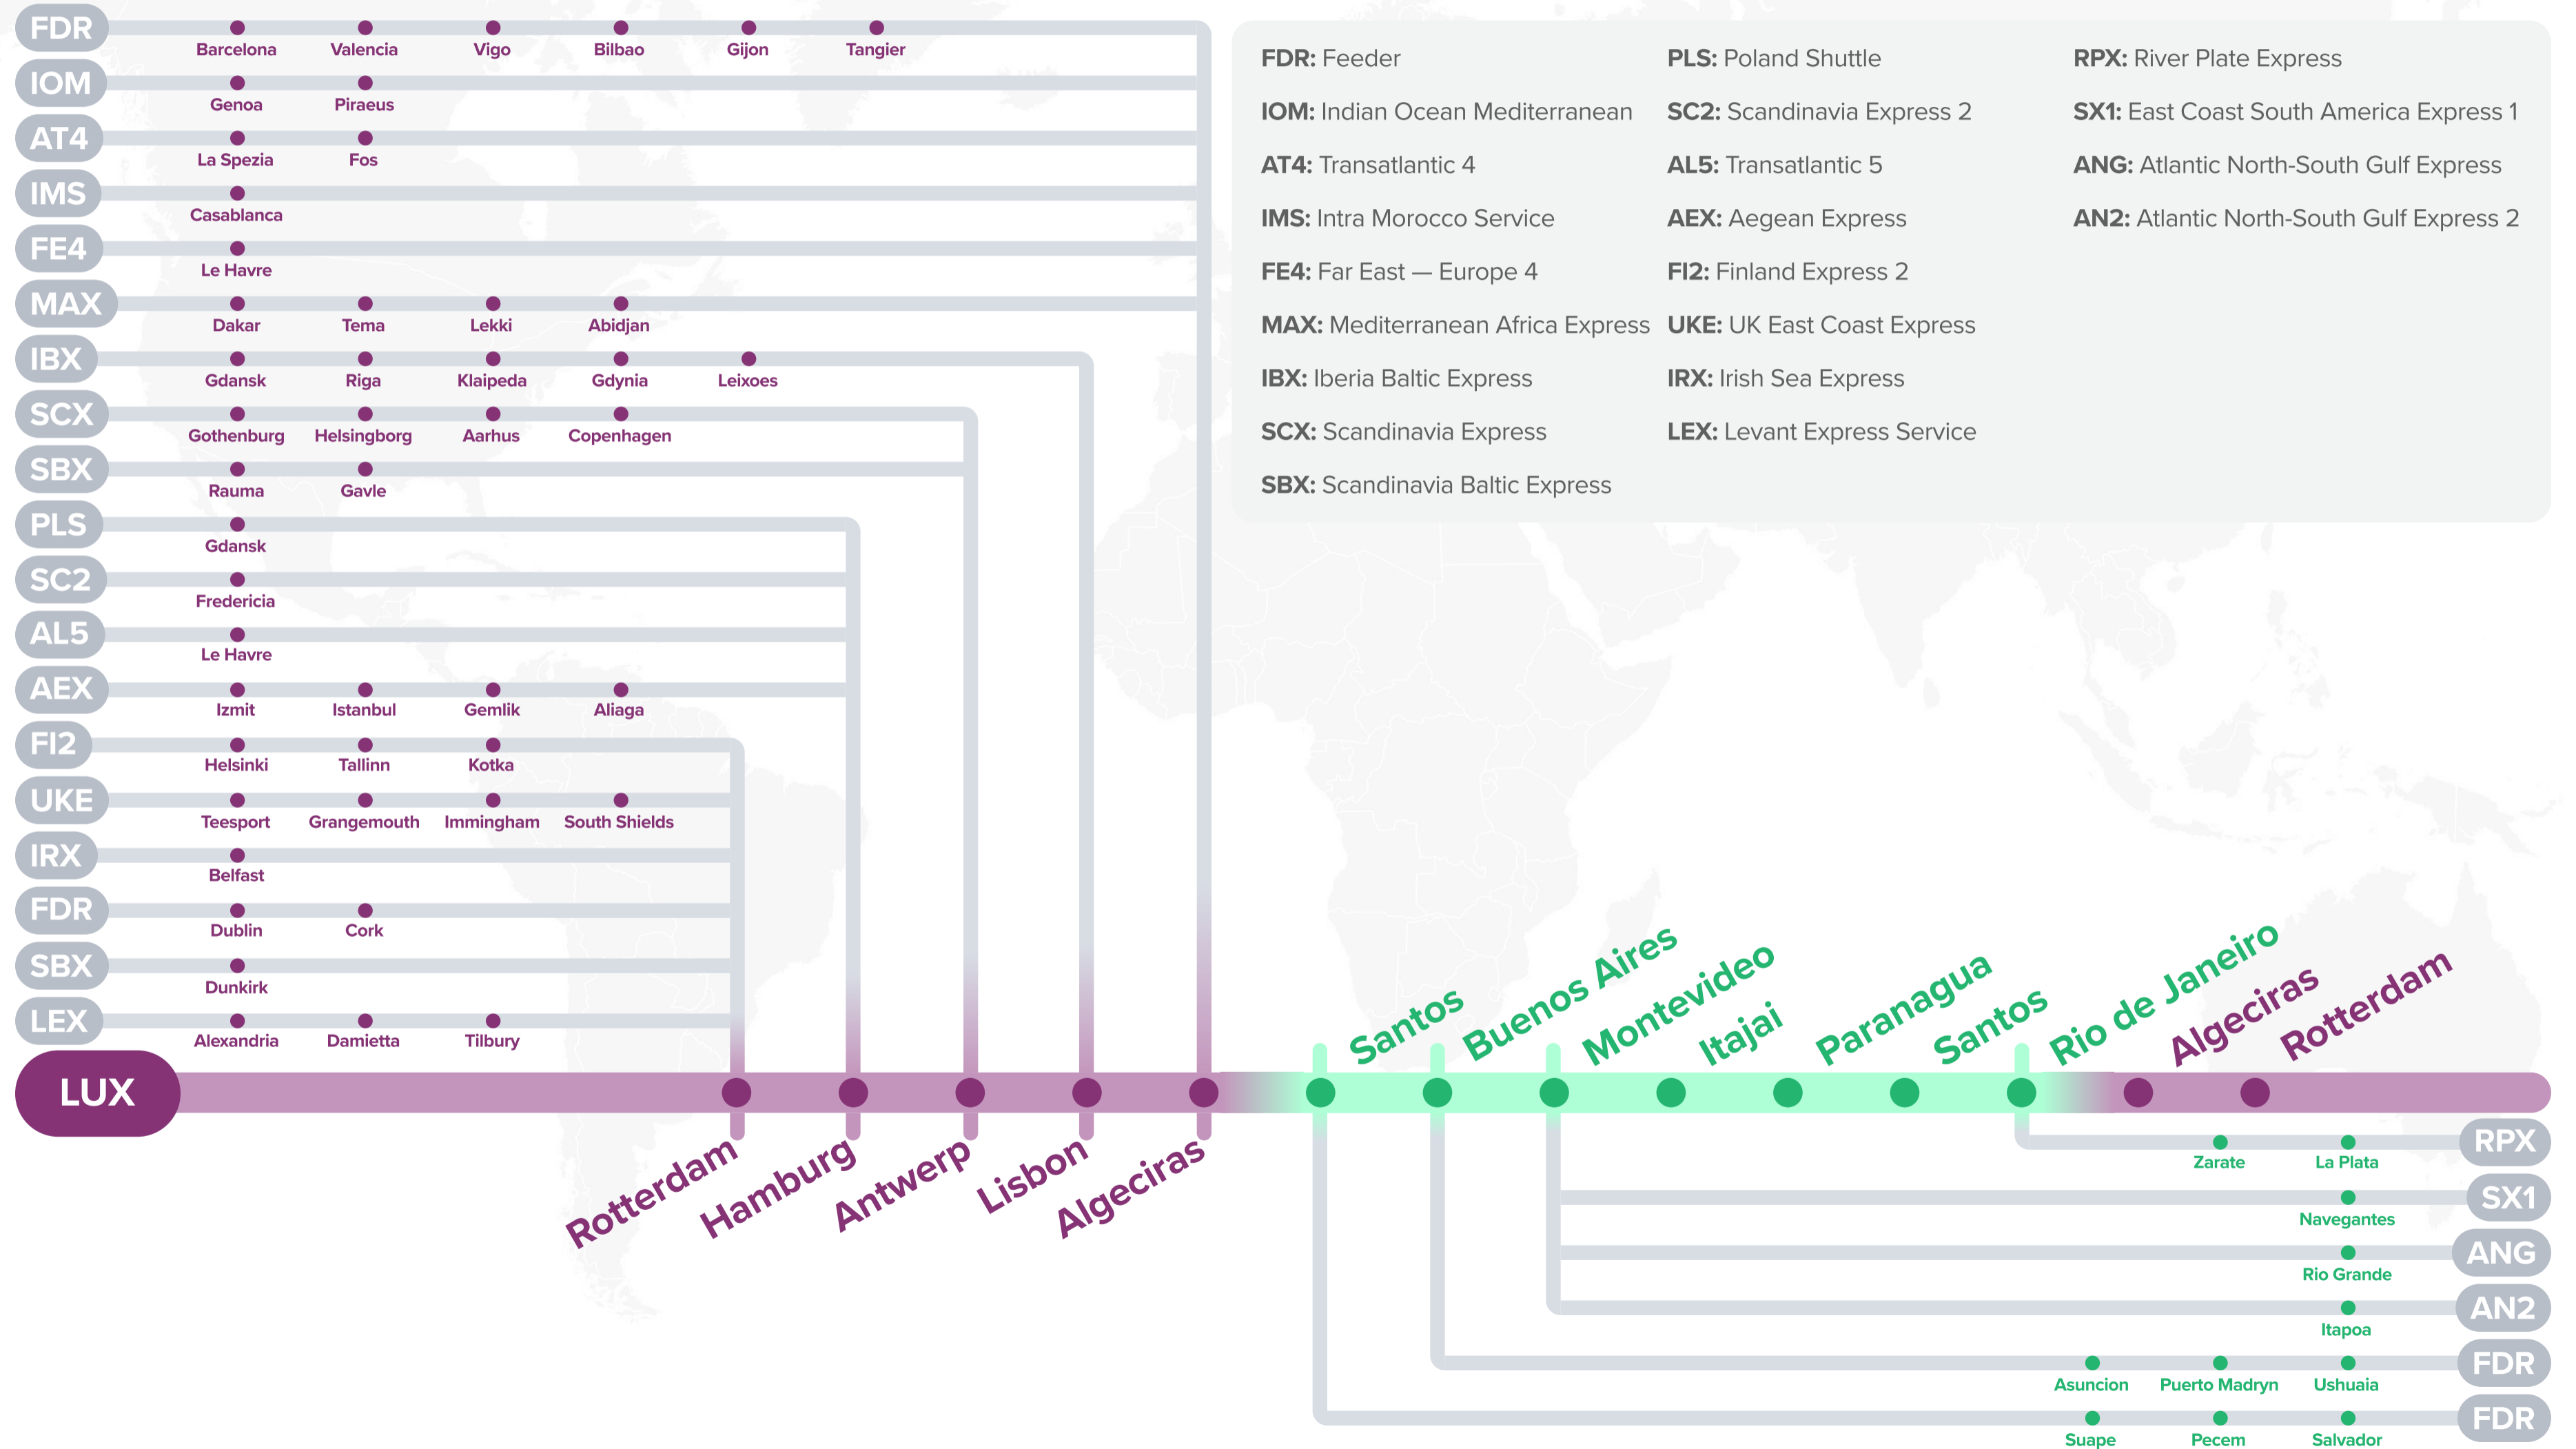 FDR
Barcelona Valencia Vigo Bilbao Gijon Tangier
IOM
Genoa Piraeus
AT4
La Spezia Fos
IMS
Casablanca
FE4
Le Havre
MAX
Dakar Tema Lekki Abidjan
IBX
Gdansk Riga Klaipeda Gdynia Leixoes
SCX
Gothenburg Helsingborg Aarhus Copenhagen
SBX
Rauma Gavle
PLS
Gdansk
SC2
Fredericia
AL5
Le Havre
AEX
Izmit Istanbul Gemlik Aliaga
FI2
Helsinki Tallinn Kotka
UKE
Teesport Grangemouth Immingham South Shields
IRX
Belfast
FDR
Dublin Cork
SBX
Dunkirk
LEX
Alexandria Damietta Tilbury
FDR: Feeder
IOM: Indian Ocean Mediterranean
AT4: Transatlantic 4
IMS: Intra Morocco Service
FE4: Far East — Europe 4
MAX: Mediterranean Africa Express
IBX: Iberia Baltic Express
SCX: Scandinavia Express
SBX: Scandinavia Baltic Express
PLS: Poland Shuttle
SC2: Scandinavia Express 2
AL5: Transatlantic 5
AEX: Aegean Express
FI2: Finland Express 2
UKE: UK East Coast Express
IRX: Irish Sea Express
LEX: Levant Express Service
RPX: River Plate Express
SX1: East Coast South America Express 1
ANG: Atlantic North-South Gulf Express
AN2: Atlantic North-South Gulf Express 2
LUX
Rotterdam
Hamburg
Antwerp
Lisbon
Algeciras
Santos
Buenos Aires
Montevideo
Itajai
Paranagua
Santos
Rio de Janeiro
Algeciras
Rotterdam
RPX
Zarate La Plata
SX1
Navegantes
ANG
Rio Grande
AN2
Itapoa
FDR
Asuncion Puerto Madryn Ushuaia
FDR
Suape Pecem Salvador